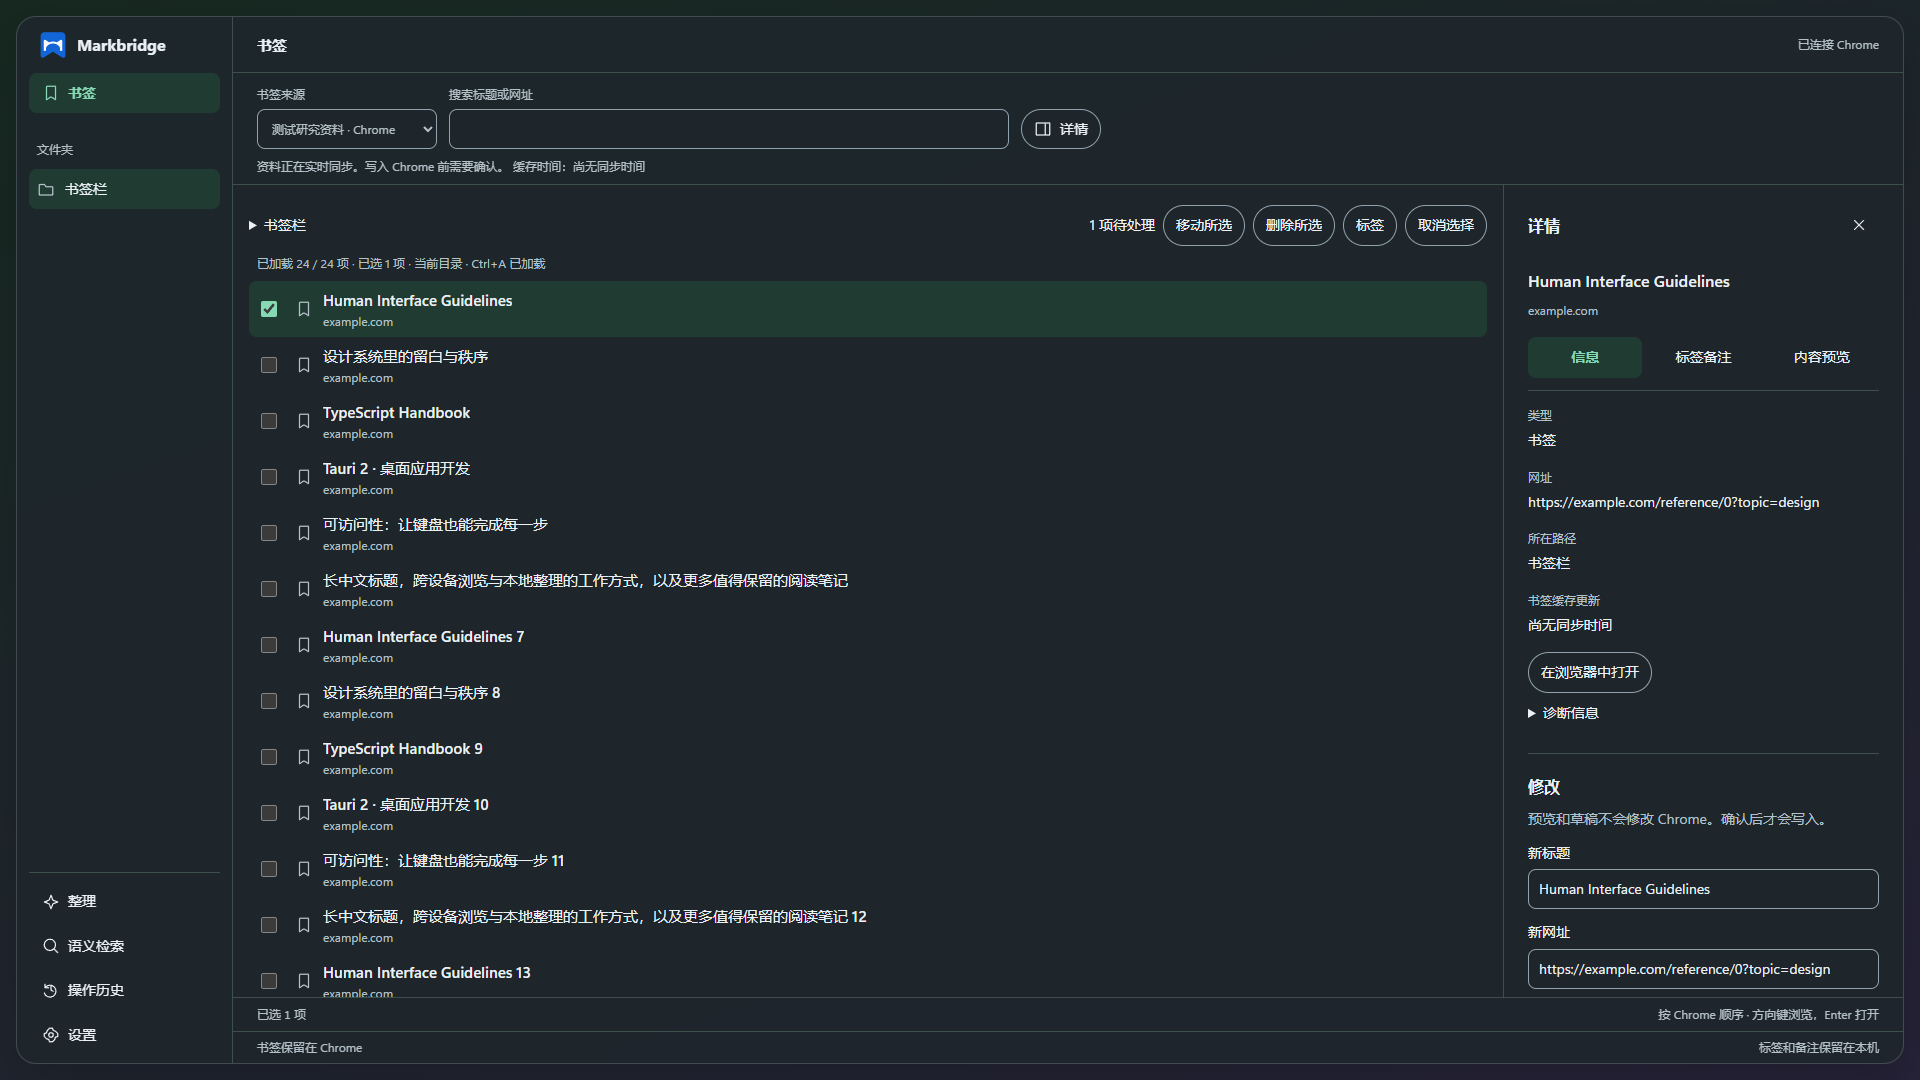 Markbridge
书签
文件夹
书签栏
整理
语义检索
操作历史
设置
书签
已连接 Chrome
书签来源
测试研究资料 · Chrome
搜索标题或网址
详情
资料正在实时同步。写入 Chrome 前需要确认。 缓存时间：尚无同步时间
书签栏
1 项待处理
移动所选
删除所选
标签
取消选择
已加载 24 / 24 项 · 已选 1 项 · 当前目录 · Ctrl+A 已加载
Human Interface Guidelines
example.com
设计系统里的留白与秩序
example.com
TypeScript Handbook
example.com
Tauri 2 · 桌面应用开发
example.com
可访问性：让键盘也能完成每一步
example.com
长中文标题，跨设备浏览与本地整理的工作方式，以及更多值得保留的阅读笔记
example.com
Human Interface Guidelines 7
example.com
设计系统里的留白与秩序 8
example.com
TypeScript Handbook 9
example.com
Tauri 2 · 桌面应用开发 10
example.com
可访问性：让键盘也能完成每一步 11
example.com
长中文标题，跨设备浏览与本地整理的工作方式，以及更多值得保留的阅读笔记 12
example.com
Human Interface Guidelines 13
example.com
详情
Human Interface Guidelines
example.com
信息
标签备注
内容预览
类型
书签
网址
https://example.com/reference/0?topic=design
所在路径
书签栏
书签缓存更新
尚无同步时间
在浏览器中打开
诊断信息
修改
预览和草稿不会修改 Chrome。确认后才会写入。
新标题
Human Interface Guidelines
新网址
https://example.com/reference/0?topic=design
已选 1 项
按 Chrome 顺序 · 方向键浏览，Enter 打开
书签保留在 Chrome
标签和备注保留在本机